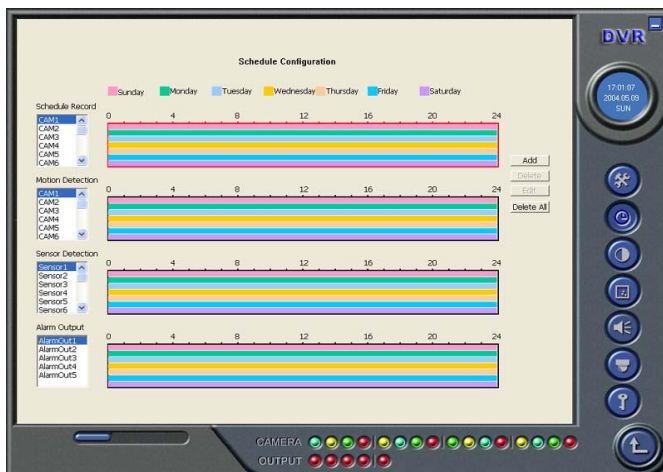 DVR
Schedule Configuration
17:01:07
2004.05.09
SUN
Sunday Monday Tuesday Wednesday Thursday Friday Saturday
Schedule Record
0 4 8 12 16 20 24
CAM1
CAM2
CAM3
CAM4
CAM5
CAM6
Add
Delete
Edit
Delete All
Motion Detection
0 4 8 12 16 20 24
CAM1
CAM2
CAM3
CAM4
CAM5
CAM6
Sensor Detection
0 4 8 12 16 20 24
Sensor1
Sensor2
Sensor3
Sensor4
Sensor5
Sensor6
Alarm Output
0 4 8 12 16 20 24
AlarmOut1
AlarmOut2
AlarmOut3
AlarmOut4
AlarmOut5
CAMERA
OUTPUT